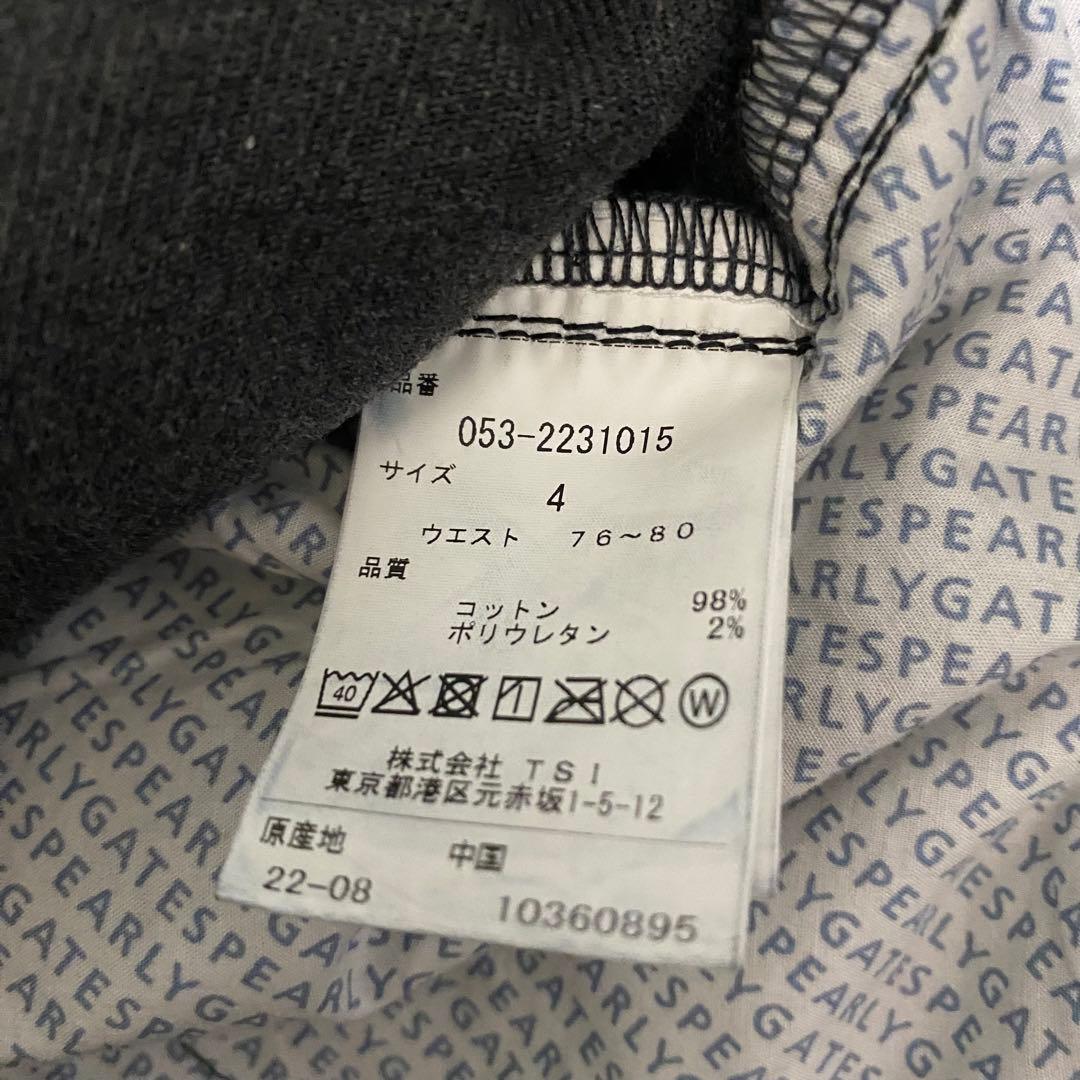 品番
053-2231015
サイズ
4
ウエスト 76～80
品質
コットン 98%
ポリウレタン 2%
40
W
株式会社 TSI
東京都港区元赤坂1-5-12
原産地 中国
22-08 10360895
PEARLYGATES